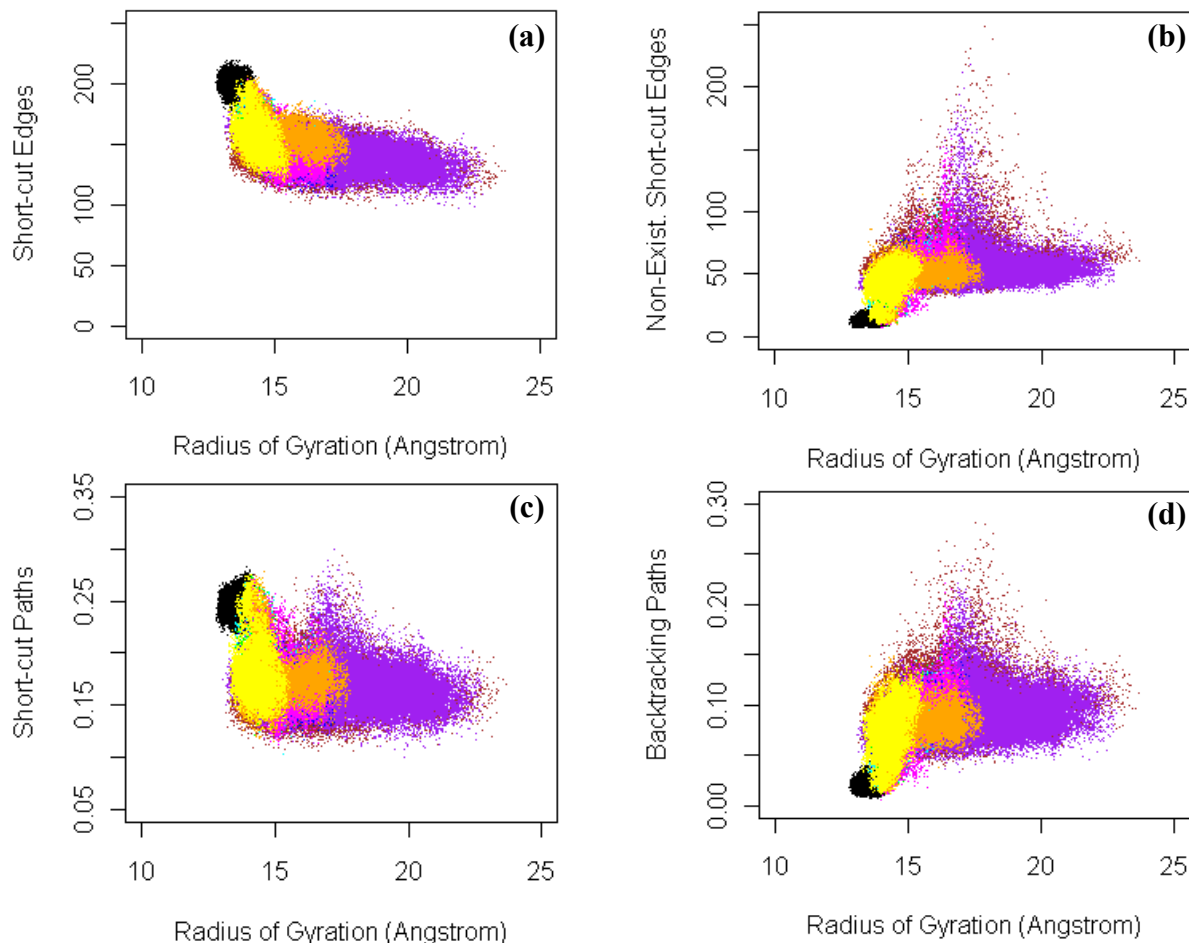 (a)
Short-cut Edges
0 50 100 200
10 15 20 25
Radius of Gyration (Angstrom)
(b)
Non-Exist. Short-cut Edges
0 50 100 200
10 15 20 25
Radius of Gyration (Angstrom)
(c)
Short-cut Paths
0.05 0.15 0.25 0.35
10 15 20 25
Radius of Gyration (Angstrom)
(d)
Backtracking Paths
0.00 0.10 0.20 0.30
10 15 20 25
Radius of Gyration (Angstrom)